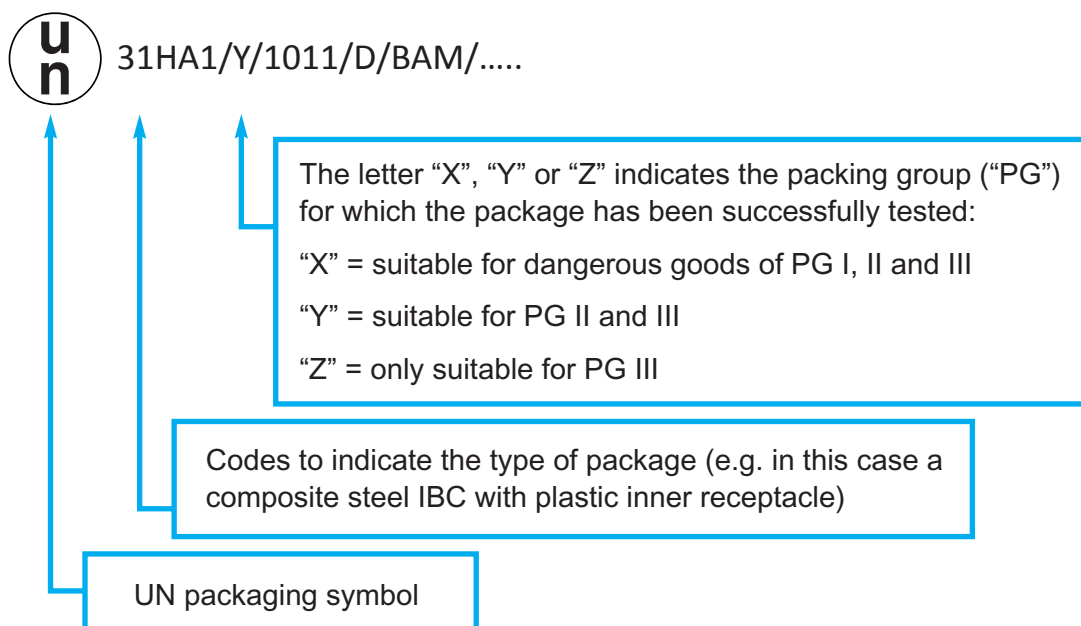 u
n
31HA1/Y/1011/D/BAM/…..
The letter “X”, “Y” or “Z” indicates the packing group (“PG”)
for which the package has been successfully tested:
“X” = suitable for dangerous goods of PG I, II and III
“Y” = suitable for PG II and III
“Z” = only suitable for PG III
Codes to indicate the type of package (e.g. in this case a
composite steel IBC with plastic inner receptacle)
UN packaging symbol